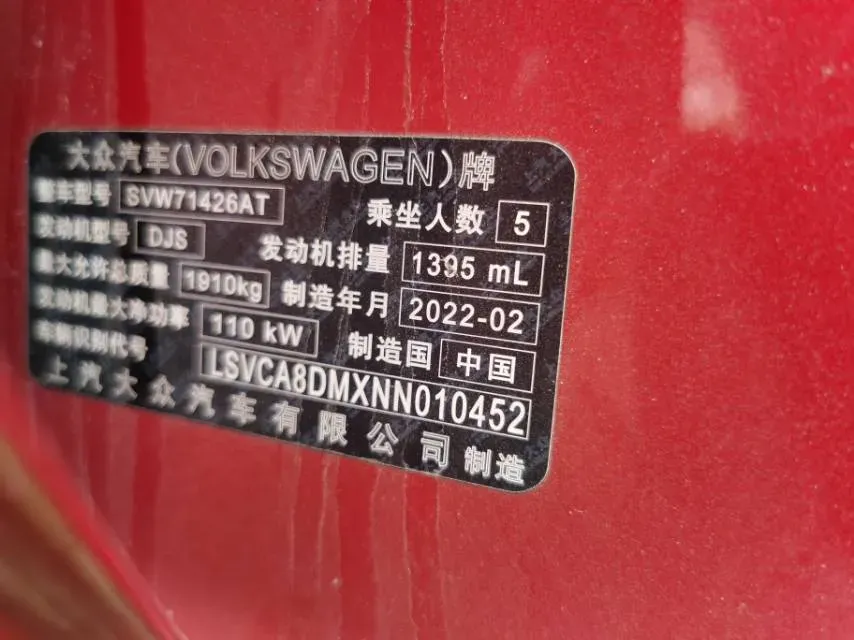 大众汽车(VOLKSWAGEN)牌
整车型号 SVW71426AT 乘坐人数 5
发动机型号 DJS 发动机排量 1395 mL
最大允许总质量 1910kg 制造年月 2022-02
发动机最大净功率 110 kW 制造国 中国
车辆识别代号 LSVCA8DMXNN010452
上汽大众汽车有限公司制造